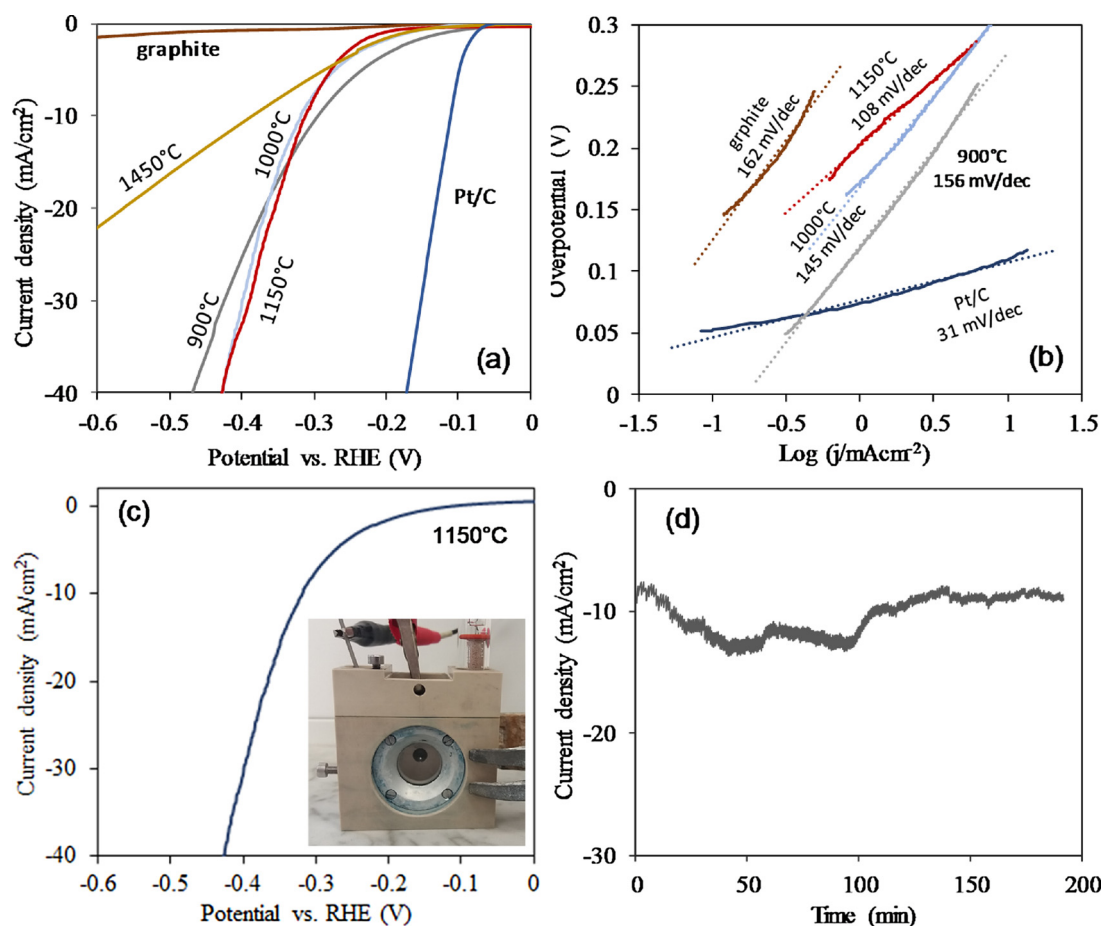 0
-10
-20
-30
-40
Current density (mA/cm²)
-0.6 -0.5 -0.4 -0.3 -0.2 -0.1 0
Potential vs. RHE (V)
graphite
1450°C
1000°C
1150°C
900°C
Pt/C
(a)
0.3
0.25
0.2
0.15
0.1
0.05
0
Overpotential (V)
-1.5 -1 -0.5 0 0.5 1 1.5
Log (j/mAcm⁻²)
grphite
162 mV/dec
1150°C
108 mV/dec
1000°C
145 mV/dec
900°C
156 mV/dec
Pt/C
31 mV/dec
(b)
(c)
1150°C
0
-10
-20
-30
-40
Current density (mA/cm²)
-0.6 -0.5 -0.4 -0.3 -0.2 -0.1 0
Potential vs. RHE (V)
(d)
0
-10
-20
-30
Current density (mA/cm²)
0 50 100 150 200
Time (min)